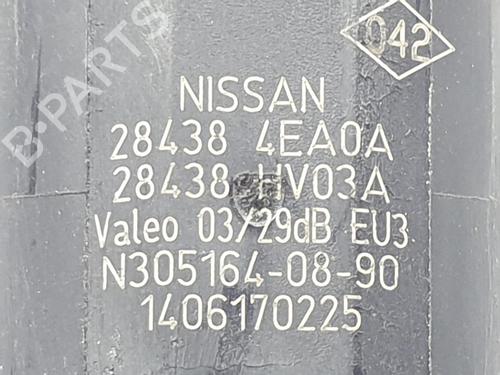 042
NISSAN
28438 4EA0A
28438 HV03A
Valeo 03/29dB EU3
N305164-08-90
1406170225
B-PARTS